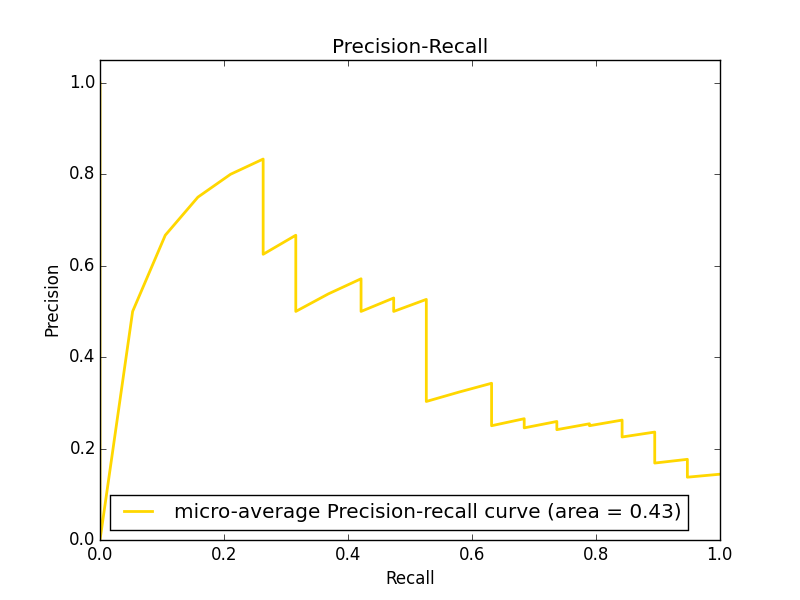 Precision-Recall
1.0
0.8
0.6
0.4
0.2
0.0
Precision
micro-average Precision-recall curve (area = 0.43)
0.0 0.2 0.4 0.6 0.8 1.0
Recall